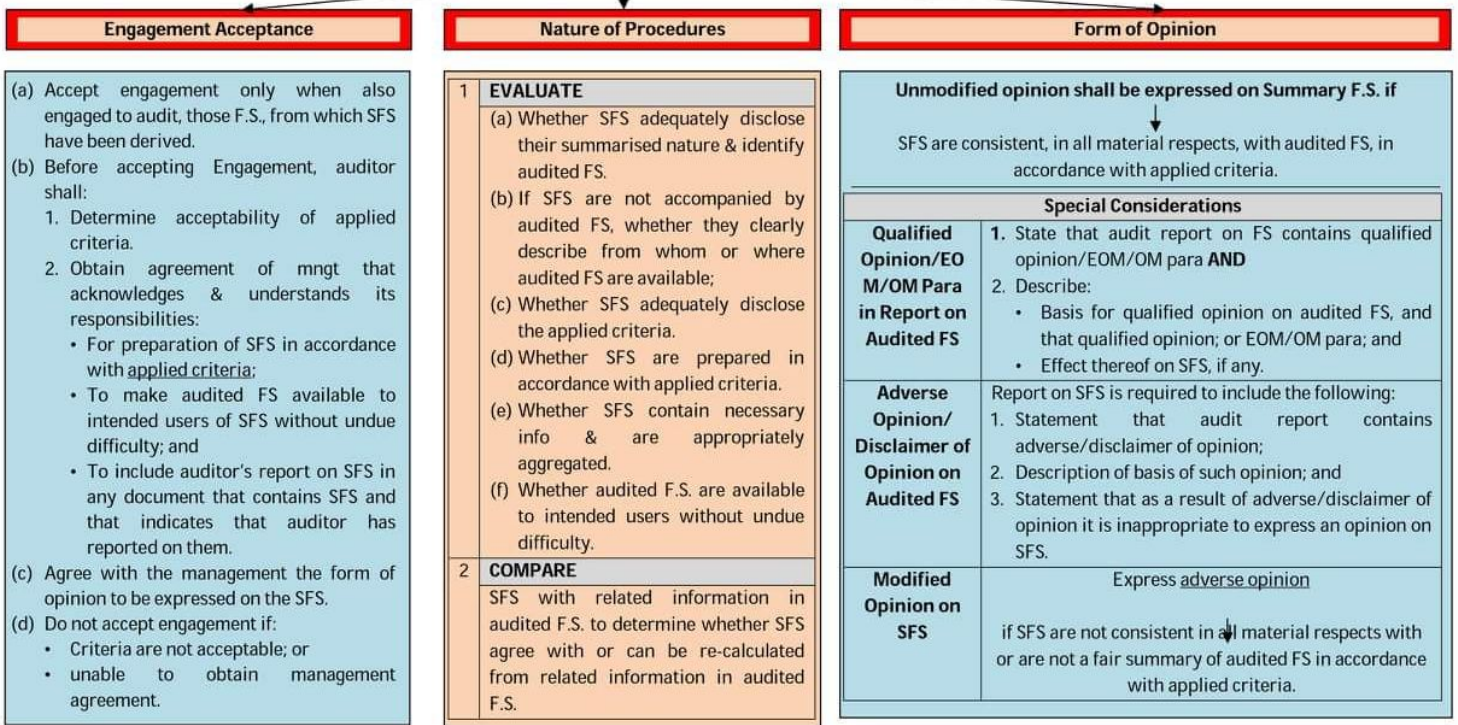 Engagement Acceptance
(a) Accept engagement only when also
engaged to audit, those F.S., from which SFS
have been derived.
(b) Before accepting Engagement, auditor
shall:
1. Determine acceptability of applied
criteria.
2. Obtain agreement of mngt that
acknowledges & understands its
responsibilities:
• For preparation of SFS in accordance
with applied criteria;
• To make audited FS available to
intended users of SFS without undue
difficulty; and
• To include auditor's report on SFS in
any document that contains SFS and
that indicates that auditor has
reported on them.
(c) Agree with the management the form of
opinion to be expressed on the SFS.
(d) Do not accept engagement if:
• Criteria are not acceptable; or
• unable to obtain management
agreement.
Nature of Procedures
1 EVALUATE
(a) Whether SFS adequately disclose
their summarised nature & identify
audited FS.
(b) If SFS are not accompanied by
audited FS, whether they clearly
describe from whom or where
audited FS are available;
(c) Whether SFS adequately disclose
the applied criteria.
(d) Whether SFS are prepared in
accordance with applied criteria.
(e) Whether SFS contain necessary
info & are appropriately
aggregated.
(f) Whether audited F.S. are available
to intended users without undue
difficulty.
2 COMPARE
SFS with related information in
audited F.S. to determine whether SFS
agree with or can be re-calculated
from related information in audited
F.S.
Form of Opinion
Unmodified opinion shall be expressed on Summary F.S. if
SFS are consistent, in all material respects, with audited FS, in
accordance with applied criteria.
Special Considerations
Qualified
Opinion/EO
M/OM Para
in Report on
Audited FS
1. State that audit report on FS contains qualified
opinion/EOM/OM para AND
2. Describe:
• Basis for qualified opinion on audited FS, and
that qualified opinion; or EOM/OM para; and
• Effect thereof on SFS, if any.
Adverse
Opinion/
Disclaimer of
Opinion on
Audited FS
Report on SFS is required to include the following:
1. Statement that audit report contains
adverse/disclaimer of opinion;
2. Description of basis of such opinion; and
3. Statement that as a result of adverse/disclaimer of
opinion it is inappropriate to express an opinion on
SFS.
Modified
Opinion on
SFS
Express adverse opinion
if SFS are not consistent in all material respects with
or are not a fair summary of audited FS in accordance
with applied criteria.